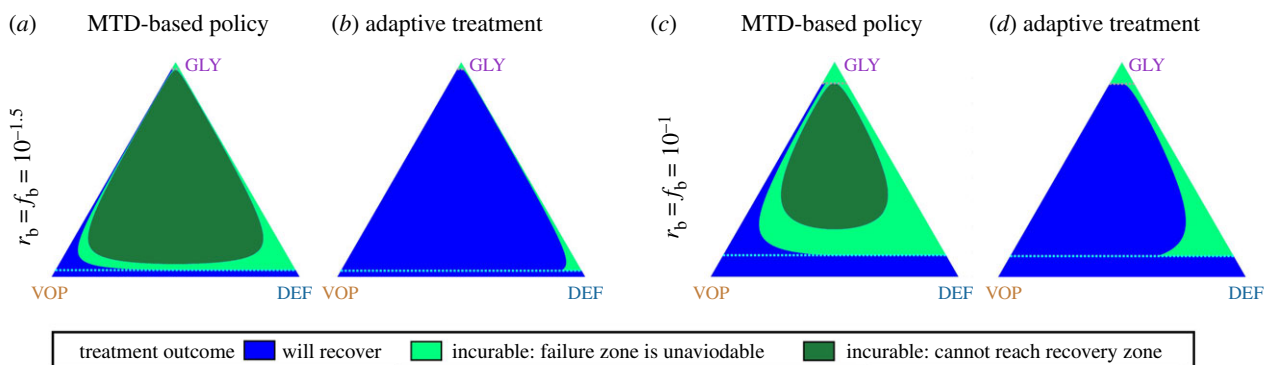 (a) MTD-based policy (b) adaptive treatment (c) MTD-based policy (d) adaptive treatment
GLY GLY GLY GLY
r_b = f_b = 10^–1.5
r_b = f_b = 10^–1
VOP DEF VOP DEF VOP DEF VOP DEF
treatment outcome will recover incurable: failure zone is unaviodable incurable: cannot reach recovery zone